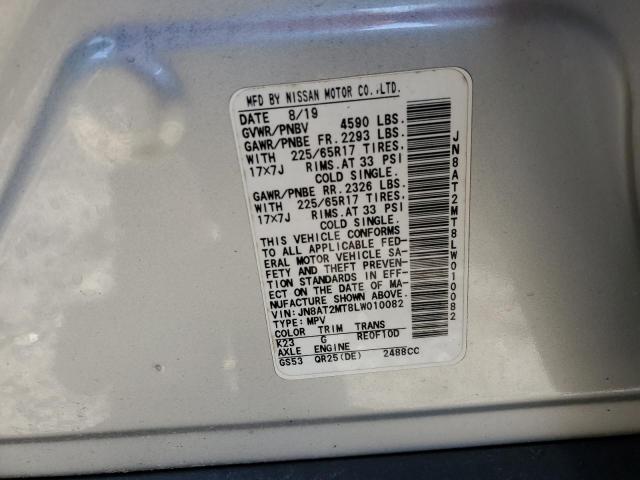 MFD BY NISSAN MOTOR CO.,LTD.
DATE 8/19
GVWR/PNBV 4590 LBS.
GAWR/PNBE FR. 2293 LBS.
WITH 225/65R17 TIRES,
17X7J RIMS.AT 33 PSI
COLD SINGLE.
GAWR/PNBE RR. 2326 LBS.
WITH 225/65R17 TIRES,
17X7J RIMS.AT 33 PSI
COLD SINGLE.
THIS VEHICLE CONFORMS
TO ALL APPLICABLE FED-
ERAL MOTOR VEHICLE SA-
FETY AND THEFT PREVEN-
TION STANDARDS IN EFF-
ECT ON THE DATE OF MA-
NUFACTURE SHOWN ABOVE.
VIN: JN8AT2MT8LW010082
TYPE: MPV
COLOR TRIM TRANS
K23 G RE0F10D
AXLE ENGINE
GS53 QR25(DE) 2488CC
JN8AT2MT8LW010082